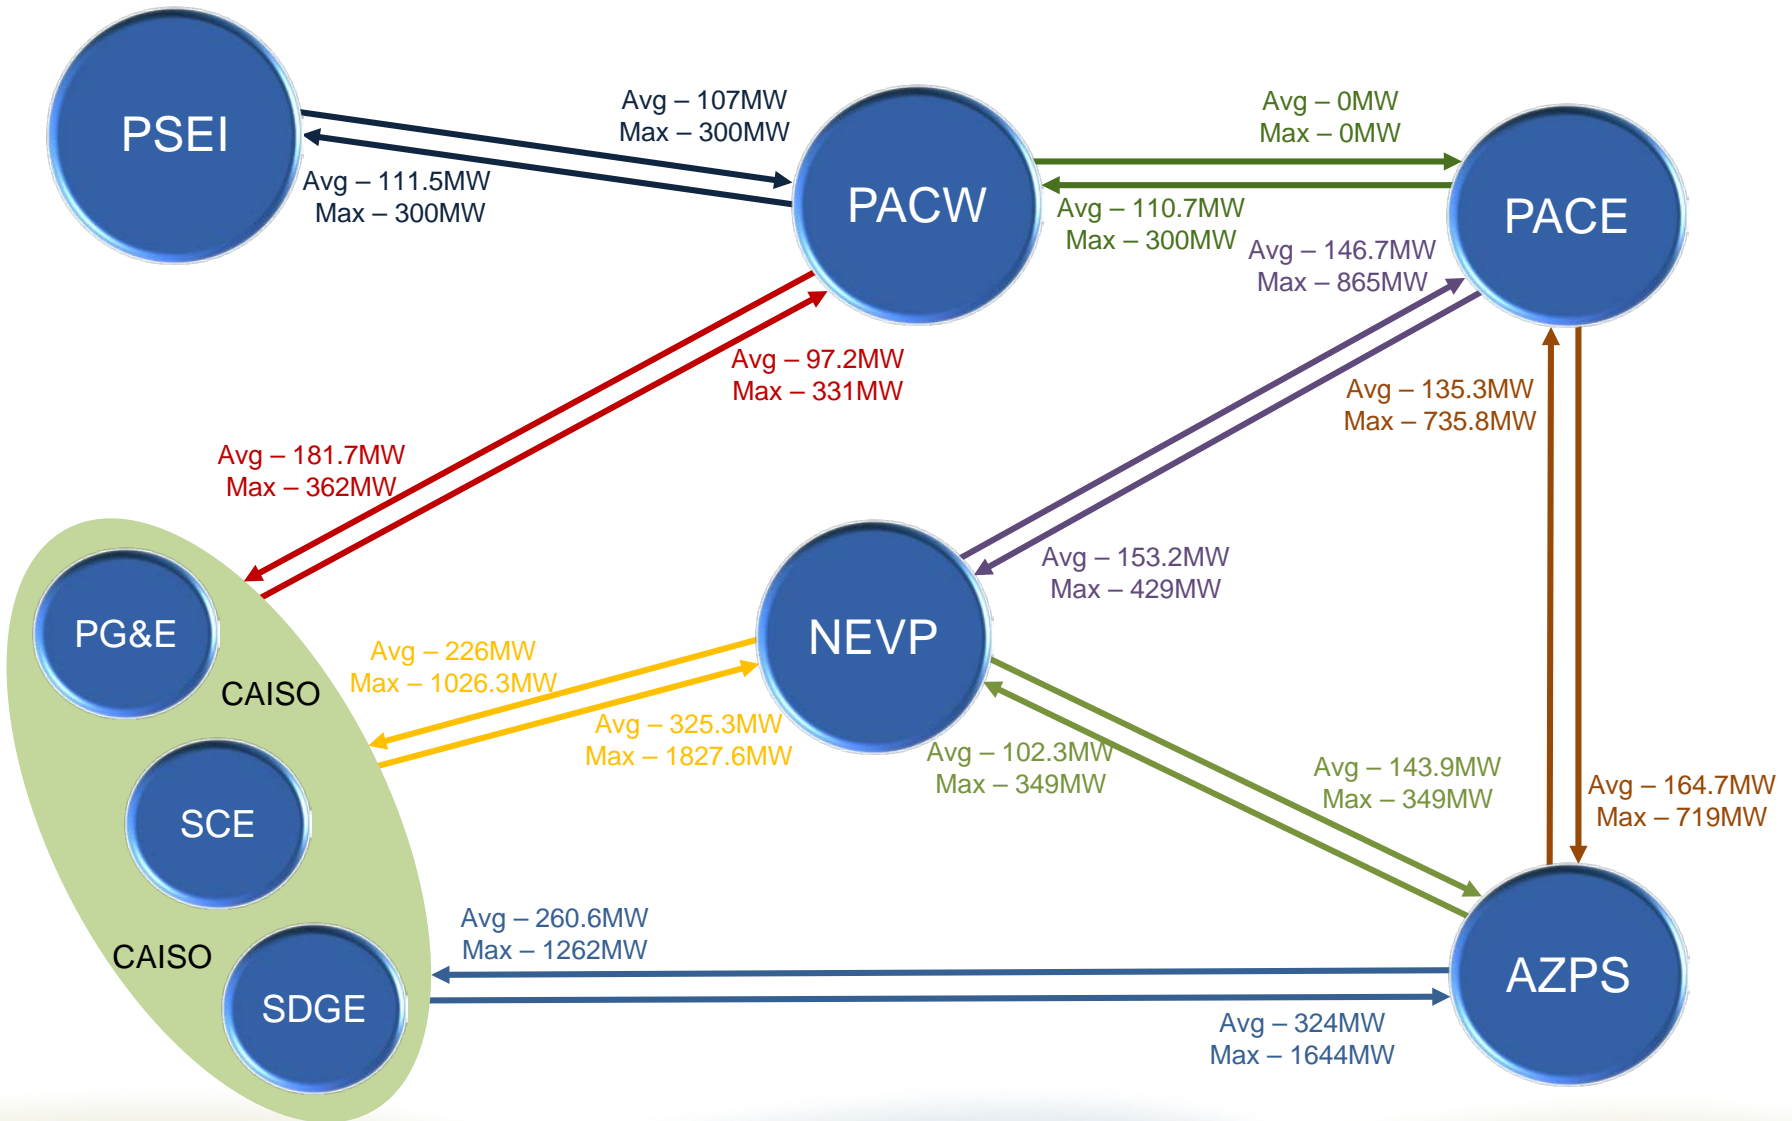 PSEI
Avg – 107MW
Max – 300MW
Avg – 111.5MW
Max – 300MW
PACW
Avg – 0MW
Max – 0MW
Avg – 110.7MW
Max – 300MW
PACE
Avg – 146.7MW
Max – 865MW
Avg – 97.2MW
Max – 331MW
Avg – 135.3MW
Max – 735.8MW
Avg – 181.7MW
Max – 362MW
Avg – 153.2MW
Max – 429MW
PG&E
CAISO
NEVP
Avg – 226MW
Max – 1026.3MW
Avg – 325.3MW
Max – 1827.6MW
Avg – 102.3MW
Max – 349MW
Avg – 143.9MW
Max – 349MW
Avg – 164.7MW
Max – 719MW
SCE
CAISO
SDGE
Avg – 260.6MW
Max – 1262MW
AZPS
Avg – 324MW
Max – 1644MW